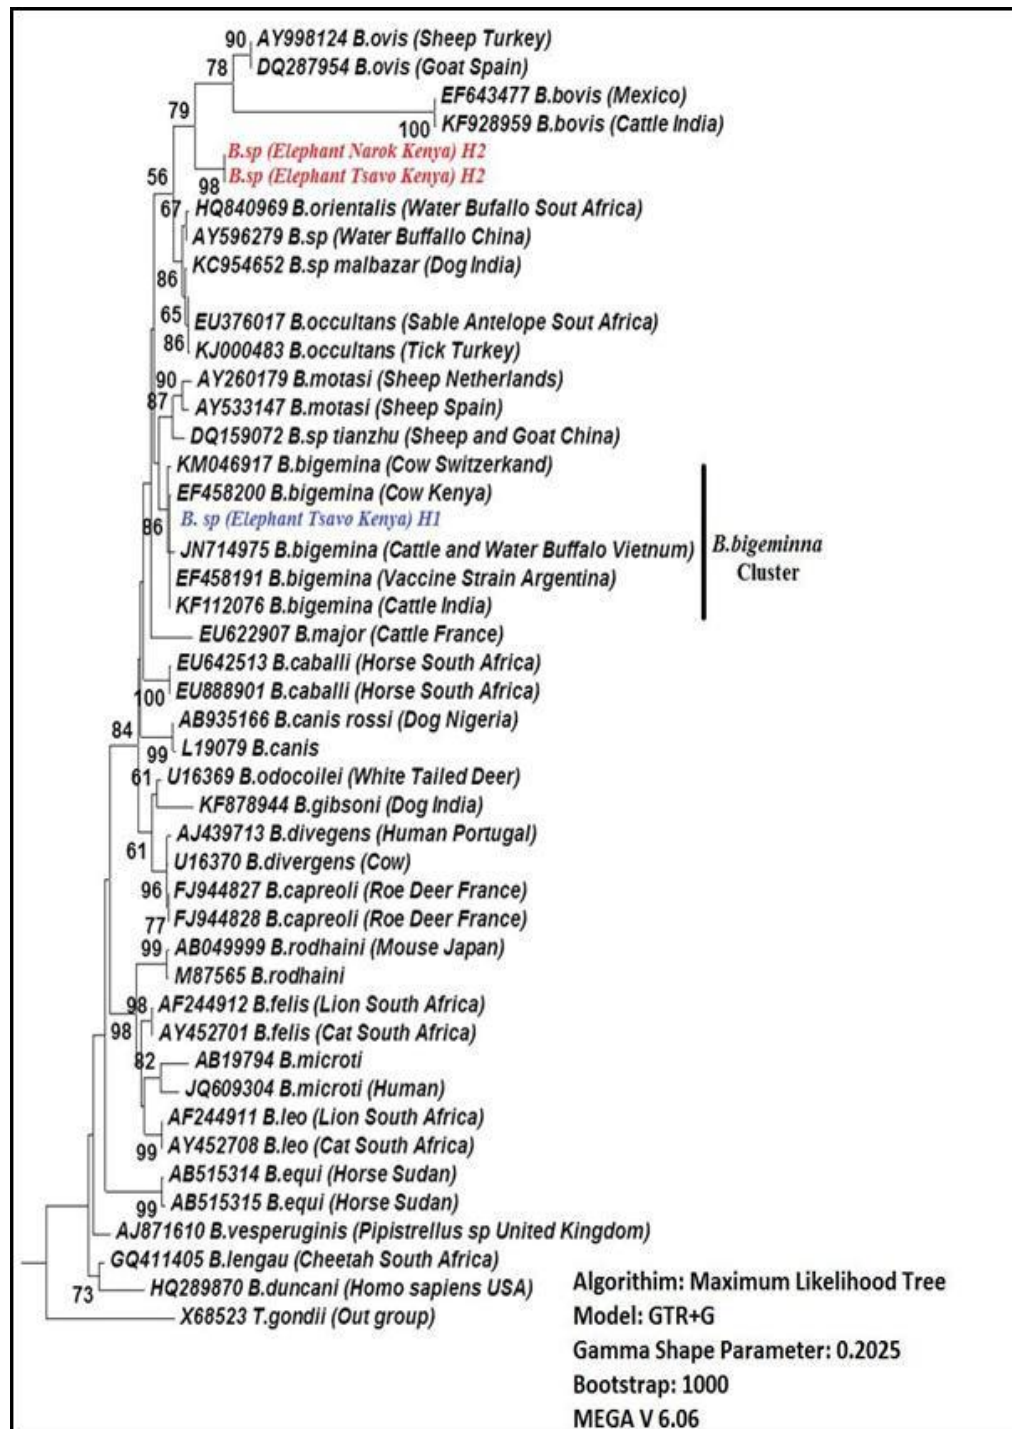 90 AY998124 B.ovis (Sheep Turkey)
DQ287954 B.ovis (Goat Spain)
78
EF643477 B.bovis (Mexico)
79
100 KF928959 B.bovis (Cattle India)
B.sp (Elephant Narok Kenya) H2
56
98 B.sp (Elephant Tsavo Kenya) H2
67 HQ840969 B.orientalis (Water Bufallo Sout Africa)
AY596279 B.sp (Water Buffallo China)
KC954652 B.sp malbazar (Dog India)
86
65 EU376017 B.occultans (Sable Antelope Sout Africa)
86 KJ000483 B.occultans (Tick Turkey)
90 AY260179 B.motasi (Sheep Netherlands)
87 AY533147 B.motasi (Sheep Spain)
DQ159072 B.sp tianzhu (Sheep and Goat China)
KM046917 B.bigemina (Cow Switzerkand)
EF458200 B.bigemina (Cow Kenya)
B. sp (Elephant Tsavo Kenya) H1
86
JN714975 B.bigemina (Cattle and Water Buffalo Vietnum)
B.bigeminna
Cluster
EF458191 B.bigemina (Vaccine Strain Argentina)
KF112076 B.bigemina (Cattle India)
EU622907 B.major (Cattle France)
EU642513 B.caballi (Horse South Africa)
100 EU888901 B.caballi (Horse South Africa)
AB935166 B.canis rossi (Dog Nigeria)
84
99 L19079 B.canis
61 U16369 B.odocoilei (White Tailed Deer)
KF878944 B.gibsoni (Dog India)
AJ439713 B.divegens (Human Portugal)
61
U16370 B.divergens (Cow)
96 FJ944827 B.capreoli (Roe Deer France)
77 FJ944828 B.capreoli (Roe Deer France)
99 AB049999 B.rodhaini (Mouse Japan)
M87565 B.rodhaini
98 AF244912 B.felis (Lion South Africa)
98 AY452701 B.felis (Cat South Africa)
82 AB19794 B.microti
JQ609304 B.microti (Human)
AF244911 B.leo (Lion South Africa)
99 AY452708 B.leo (Cat South Africa)
AB515314 B.equi (Horse Sudan)
99 AB515315 B.equi (Horse Sudan)
AJ871610 B.vesperuginis (Pipistrellus sp United Kingdom)
GQ411405 B.lengau (Cheetah South Africa)
73 HQ289870 B.duncani (Homo sapiens USA)
X68523 T.gondii (Out group)
Algorithim: Maximum Likelihood Tree
Model: GTR+G
Gamma Shape Parameter: 0.2025
Bootstrap: 1000
MEGA V 6.06